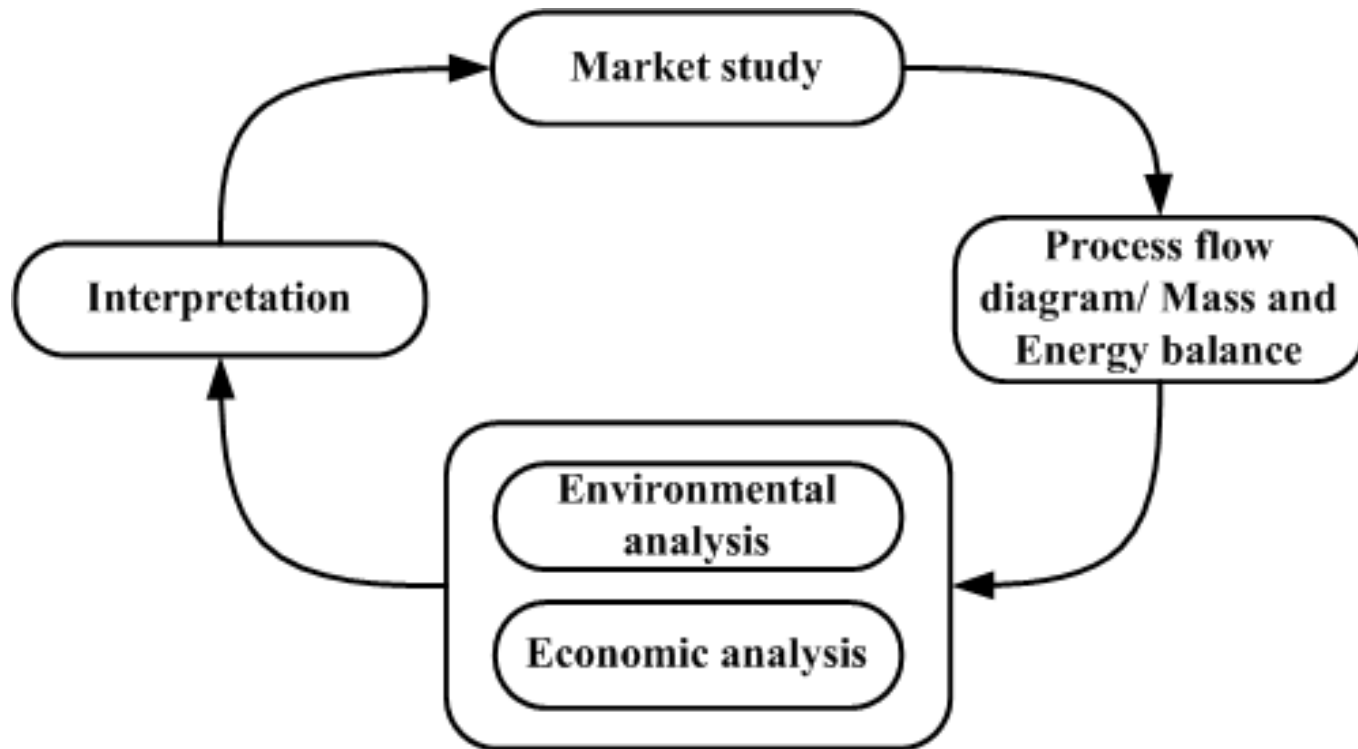 Market study
Process flow
diagram/ Mass and
Energy balance
Interpretation
Environmental
analysis
Economic analysis